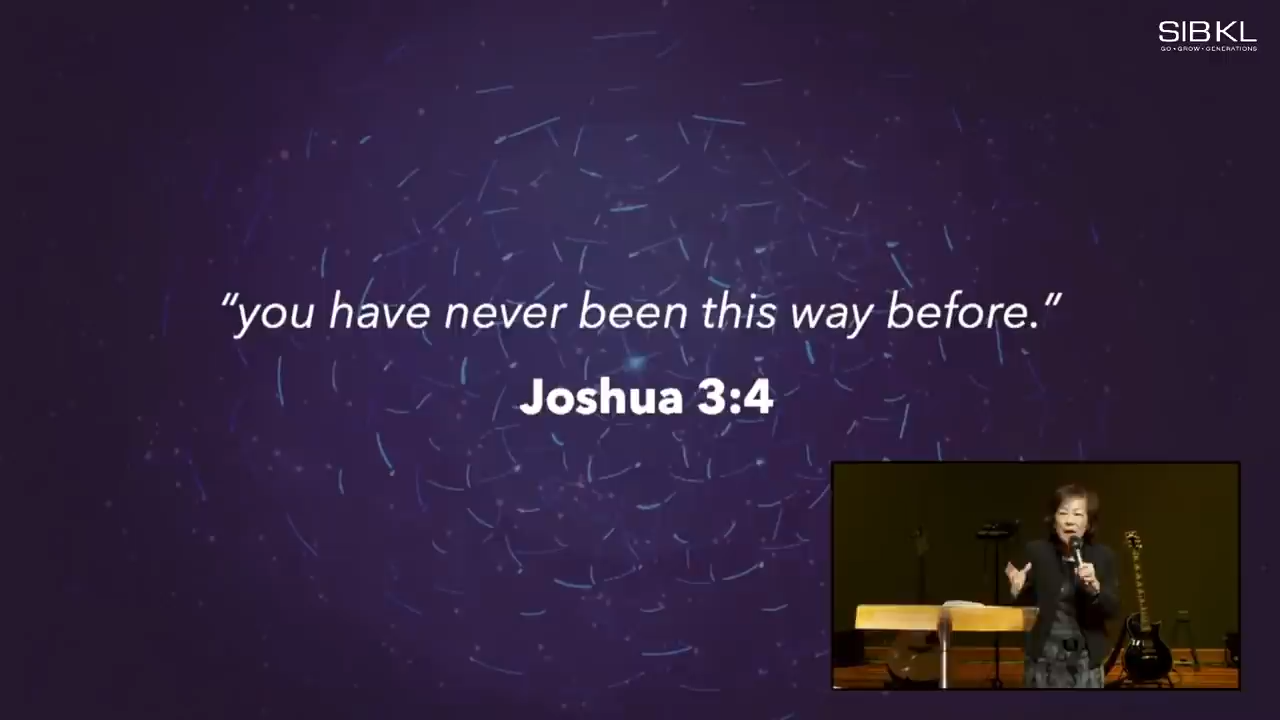 SIBKL
GO • GROW • GENERATIONS
“you have never been this way before.”
Joshua 3:4